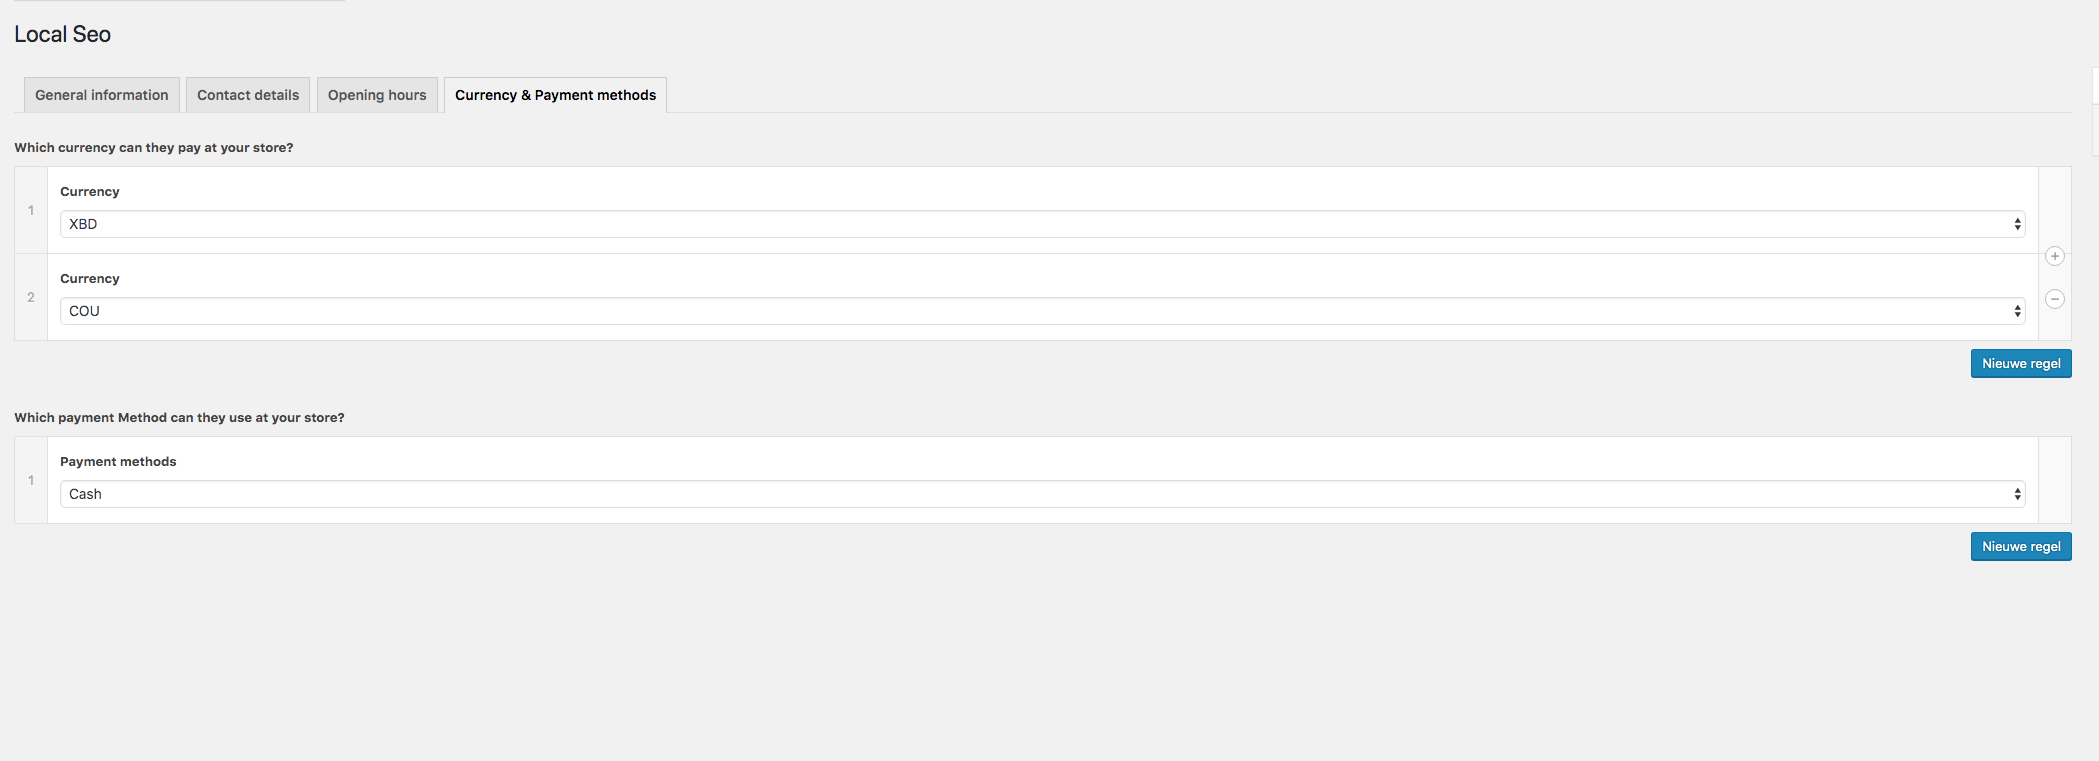 Local Seo
General information Contact details Opening hours Currency & Payment methods
Which currency can they pay at your store?
1
Currency
XBD
2
Currency
COU
Nieuwe regel
Which payment Method can they use at your store?
1
Payment methods
Cash
Nieuwe regel